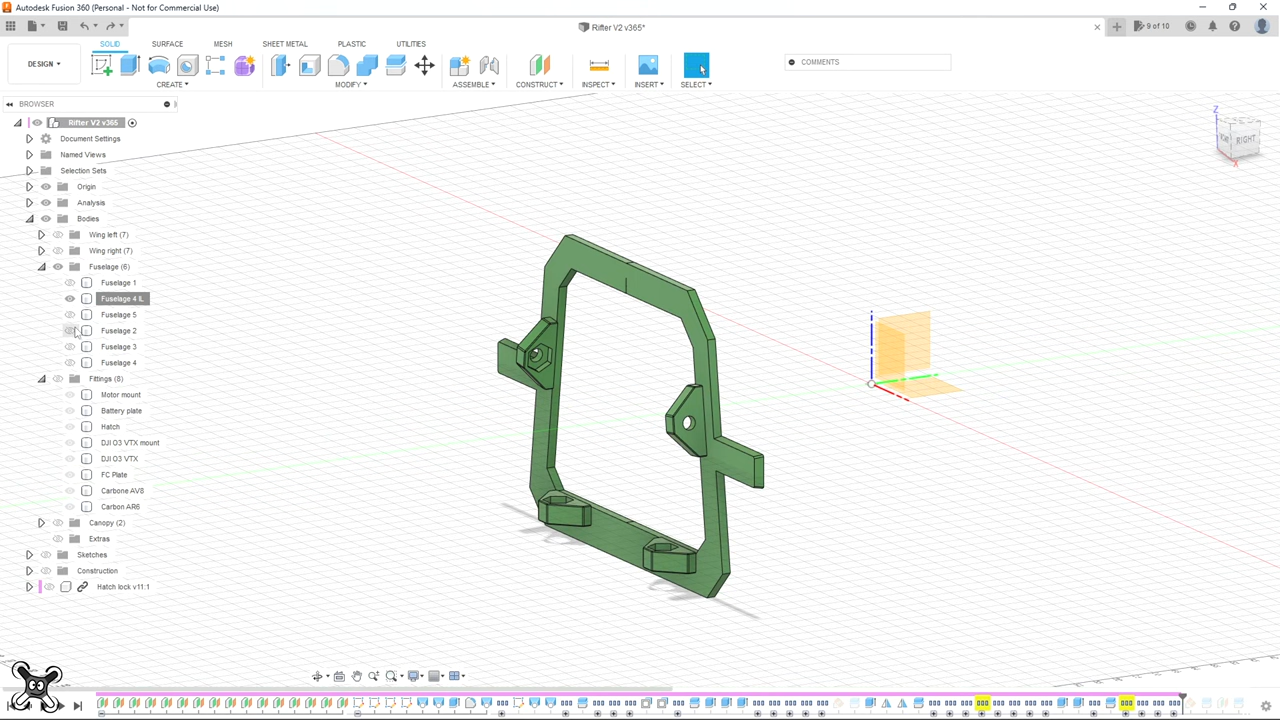 Autodesk Fusion 360 (Personal - Not for Commercial Use)
Rifter V2 v365*
9 of 10
SOLID
SURFACE
MESH
SHEET METAL
PLASTIC
UTILITIES
DESIGN
COMMENTS
CREATE
MODIFY
ASSEMBLE
CONSTRUCT
INSPECT
INSERT
SELECT
BROWSER
Rifter V2 v365
Document Settings
Named Views
Selection Sets
Origin
Analysis
Bodies
Wing left (7)
Wing right (7)
Fuselage (6)
Fuselage 1
Fuselage 4 IL
Fuselage 5
Fuselage 2
Fuselage 3
Fuselage 4
Fittings (8)
Motor mount
Battery plate
Hatch
DJI O3 VTX mount
DJI O3 VTX
FC Plate
Carbone AV8
Carbon AR6
Canopy (2)
Extras
Sketches
Construction
Hatch lock v11:1
Z
RIGHT
X